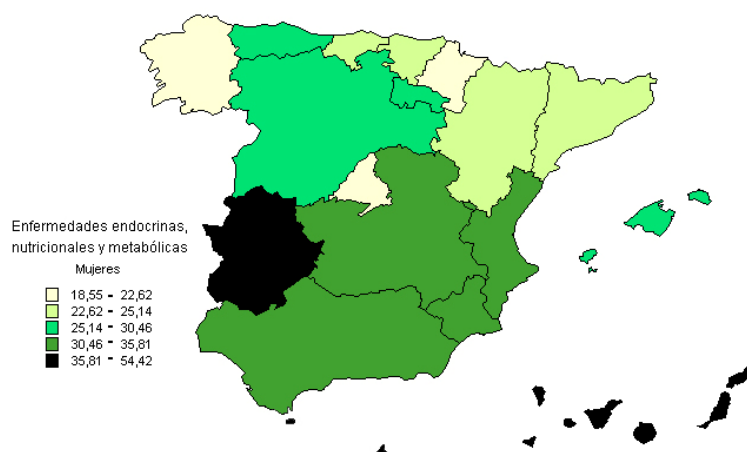 Enfermedades endocrinas,
nutricionales y metabólicas
Mujeres
18,55 - 22,62
22,62 - 25,14
25,14 - 30,46
30,46 - 35,81
35,81 - 54,42